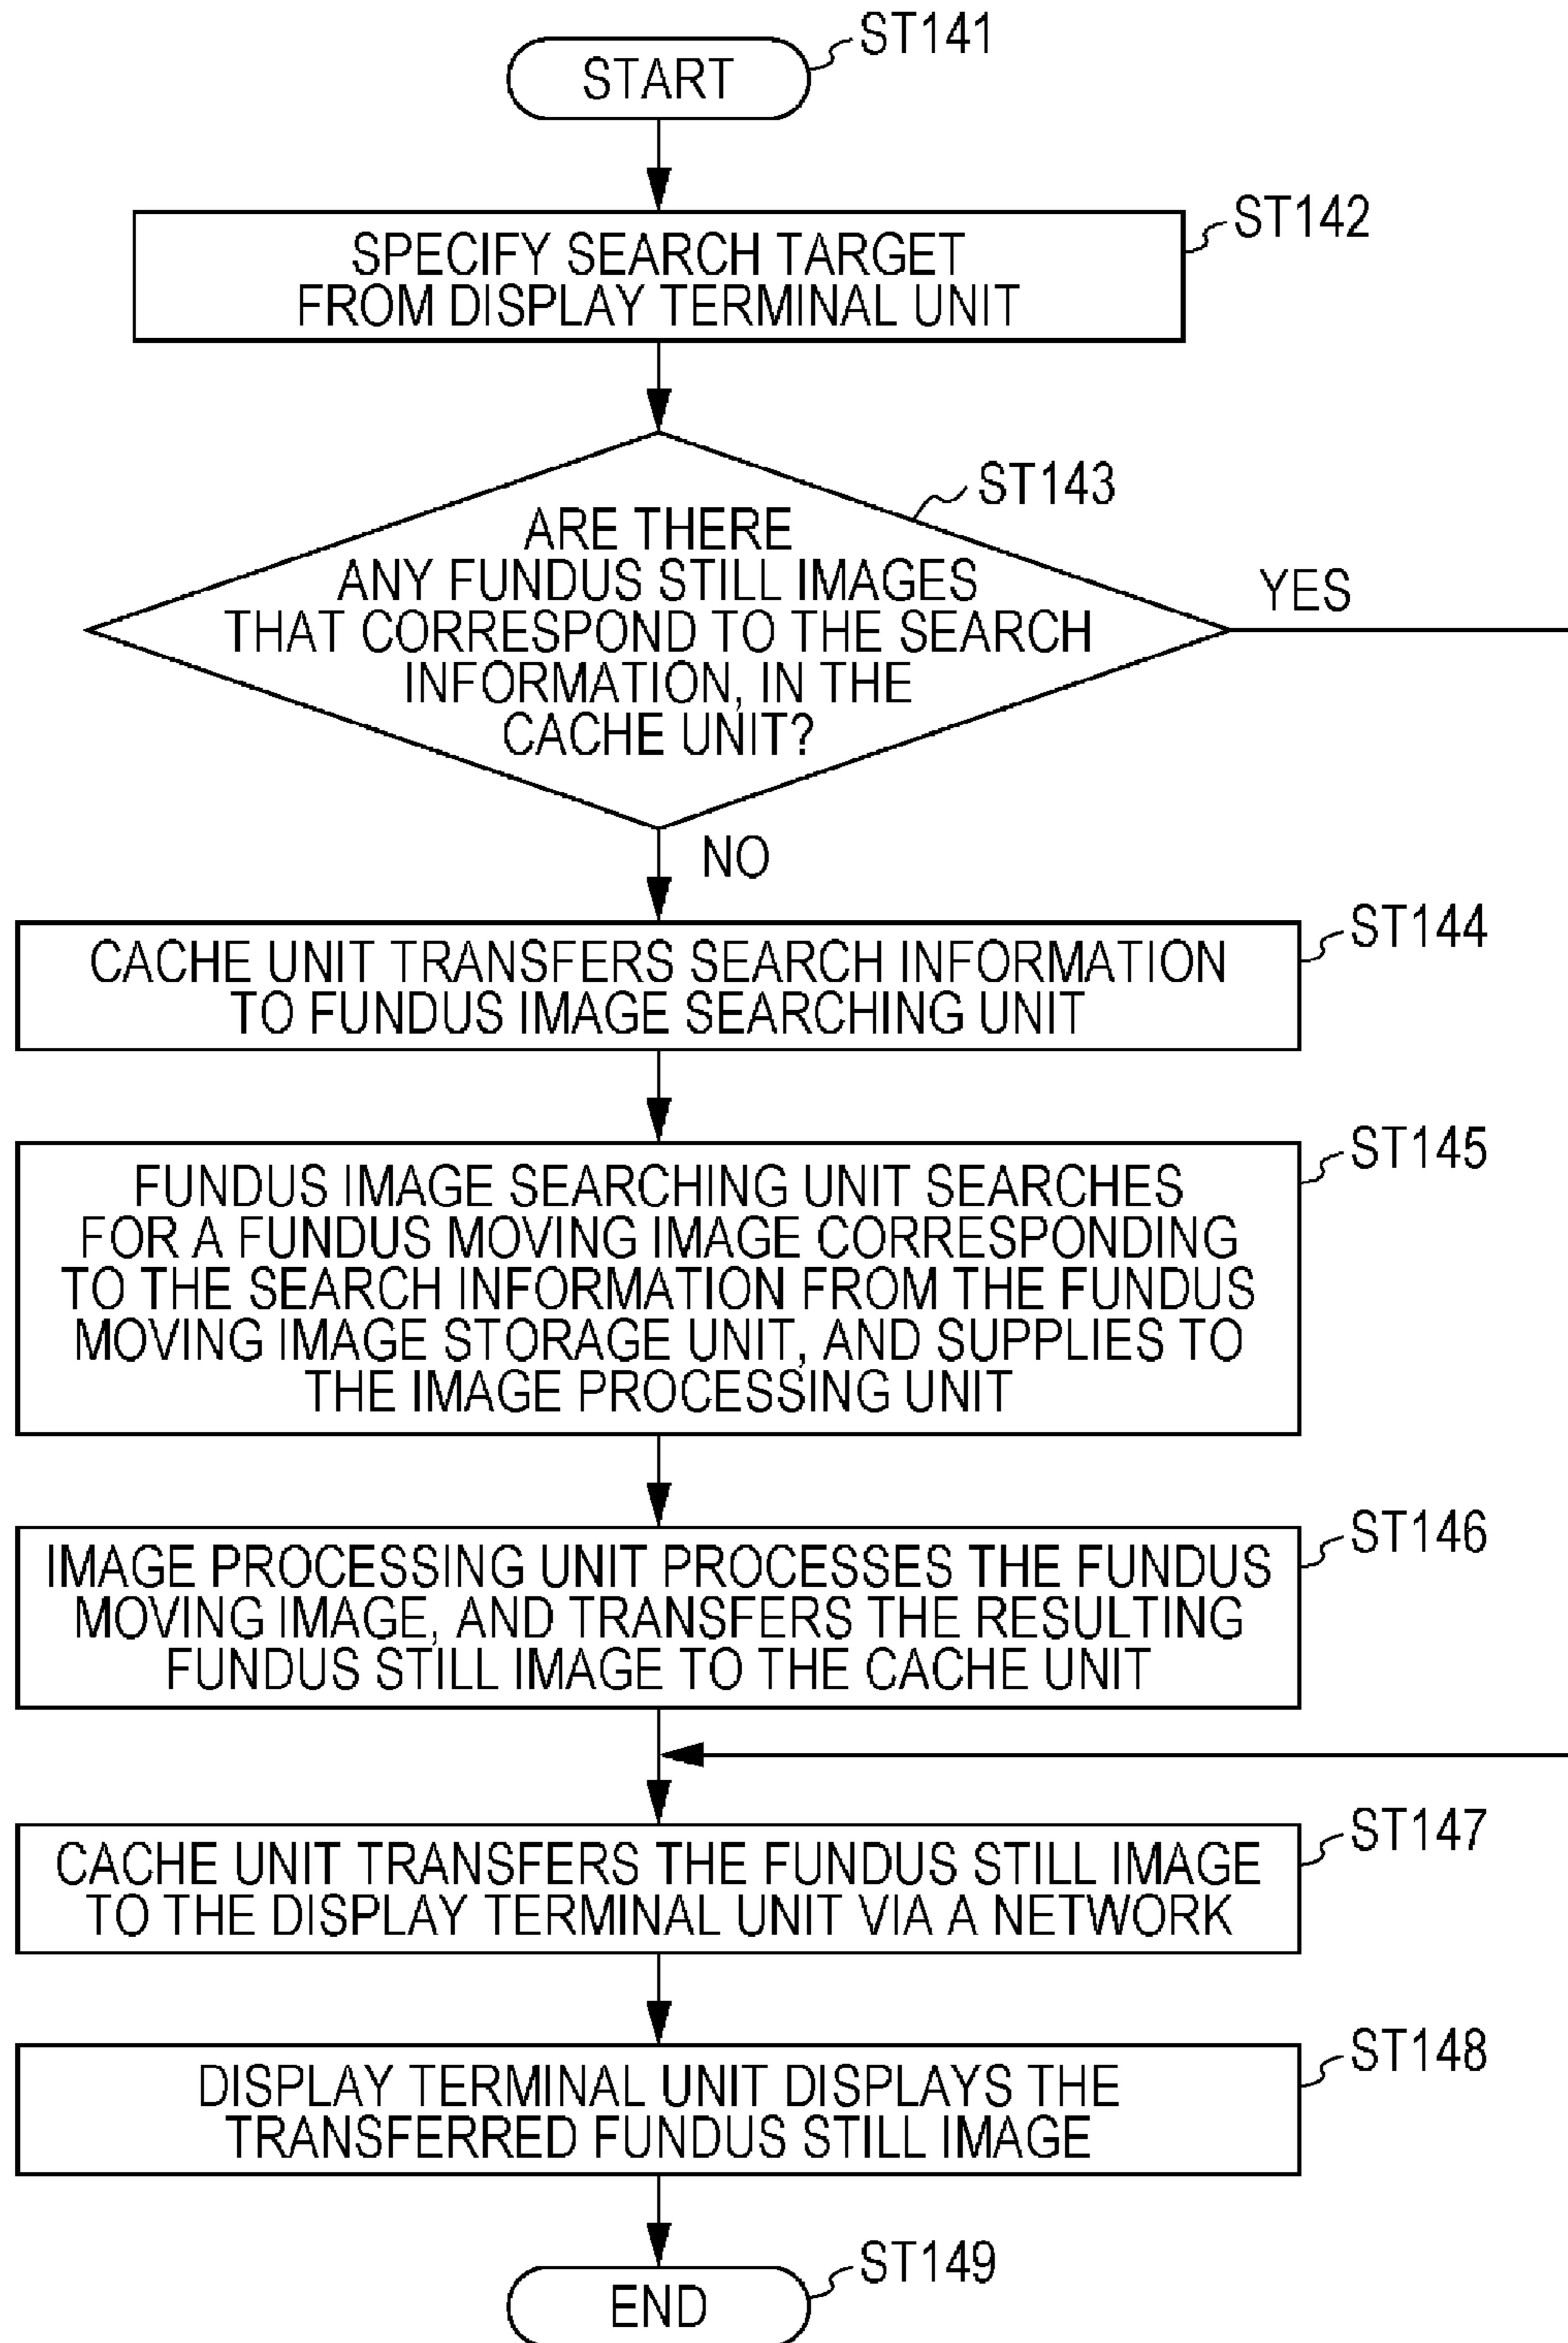 ST141
START
ST142
SPECIFY SEARCH TARGET
FROM DISPLAY TERMINAL UNIT
ST143
ARE THERE
ANY FUNDUS STILL IMAGES
THAT CORRESPOND TO THE SEARCH
INFORMATION, IN THE
CACHE UNIT?
YES
NO
ST144
CACHE UNIT TRANSFERS SEARCH INFORMATION
TO FUNDUS IMAGE SEARCHING UNIT
ST145
FUNDUS IMAGE SEARCHING UNIT SEARCHES
FOR A FUNDUS MOVING IMAGE CORRESPONDING
TO THE SEARCH INFORMATION FROM THE FUNDUS
MOVING IMAGE STORAGE UNIT, AND SUPPLIES TO
THE IMAGE PROCESSING UNIT
ST146
IMAGE PROCESSING UNIT PROCESSES THE FUNDUS
MOVING IMAGE, AND TRANSFERS THE RESULTING
FUNDUS STILL IMAGE TO THE CACHE UNIT
ST147
CACHE UNIT TRANSFERS THE FUNDUS STILL IMAGE
TO THE DISPLAY TERMINAL UNIT VIA A NETWORK
ST148
DISPLAY TERMINAL UNIT DISPLAYS THE
TRANSFERRED FUNDUS STILL IMAGE
ST149
END